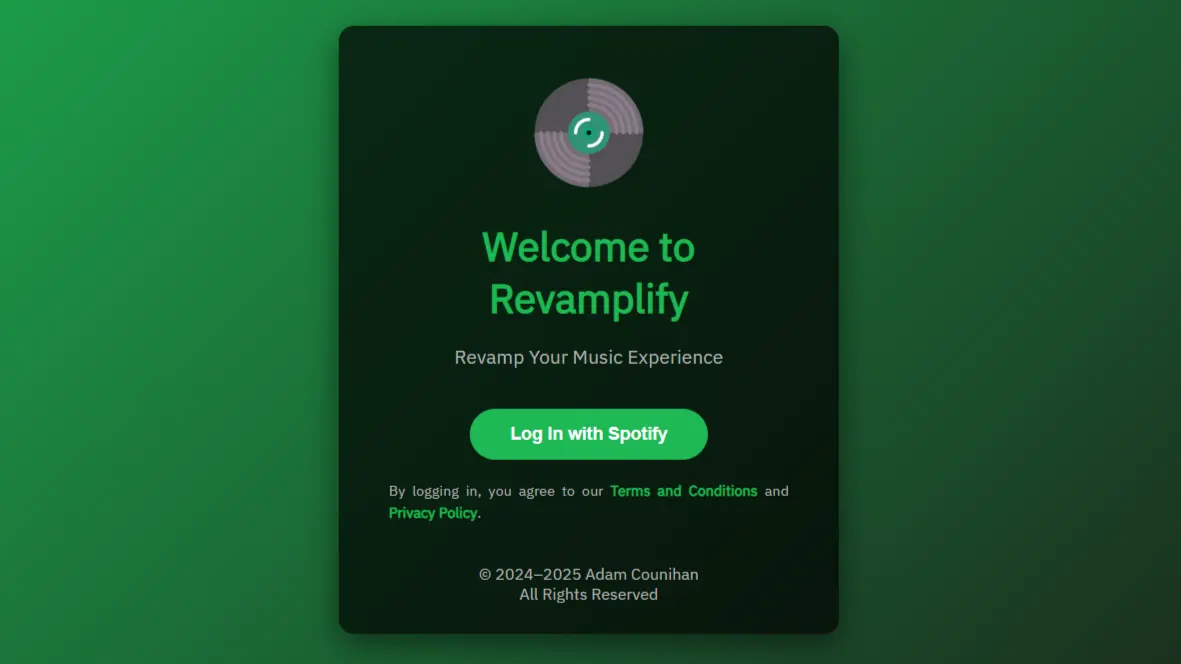 Welcome to
Revamplify
Revamp Your Music Experience
Log In with Spotify
By logging in, you agree to our Terms and Conditions and
Privacy Policy.
© 2024–2025 Adam Counihan
All Rights Reserved